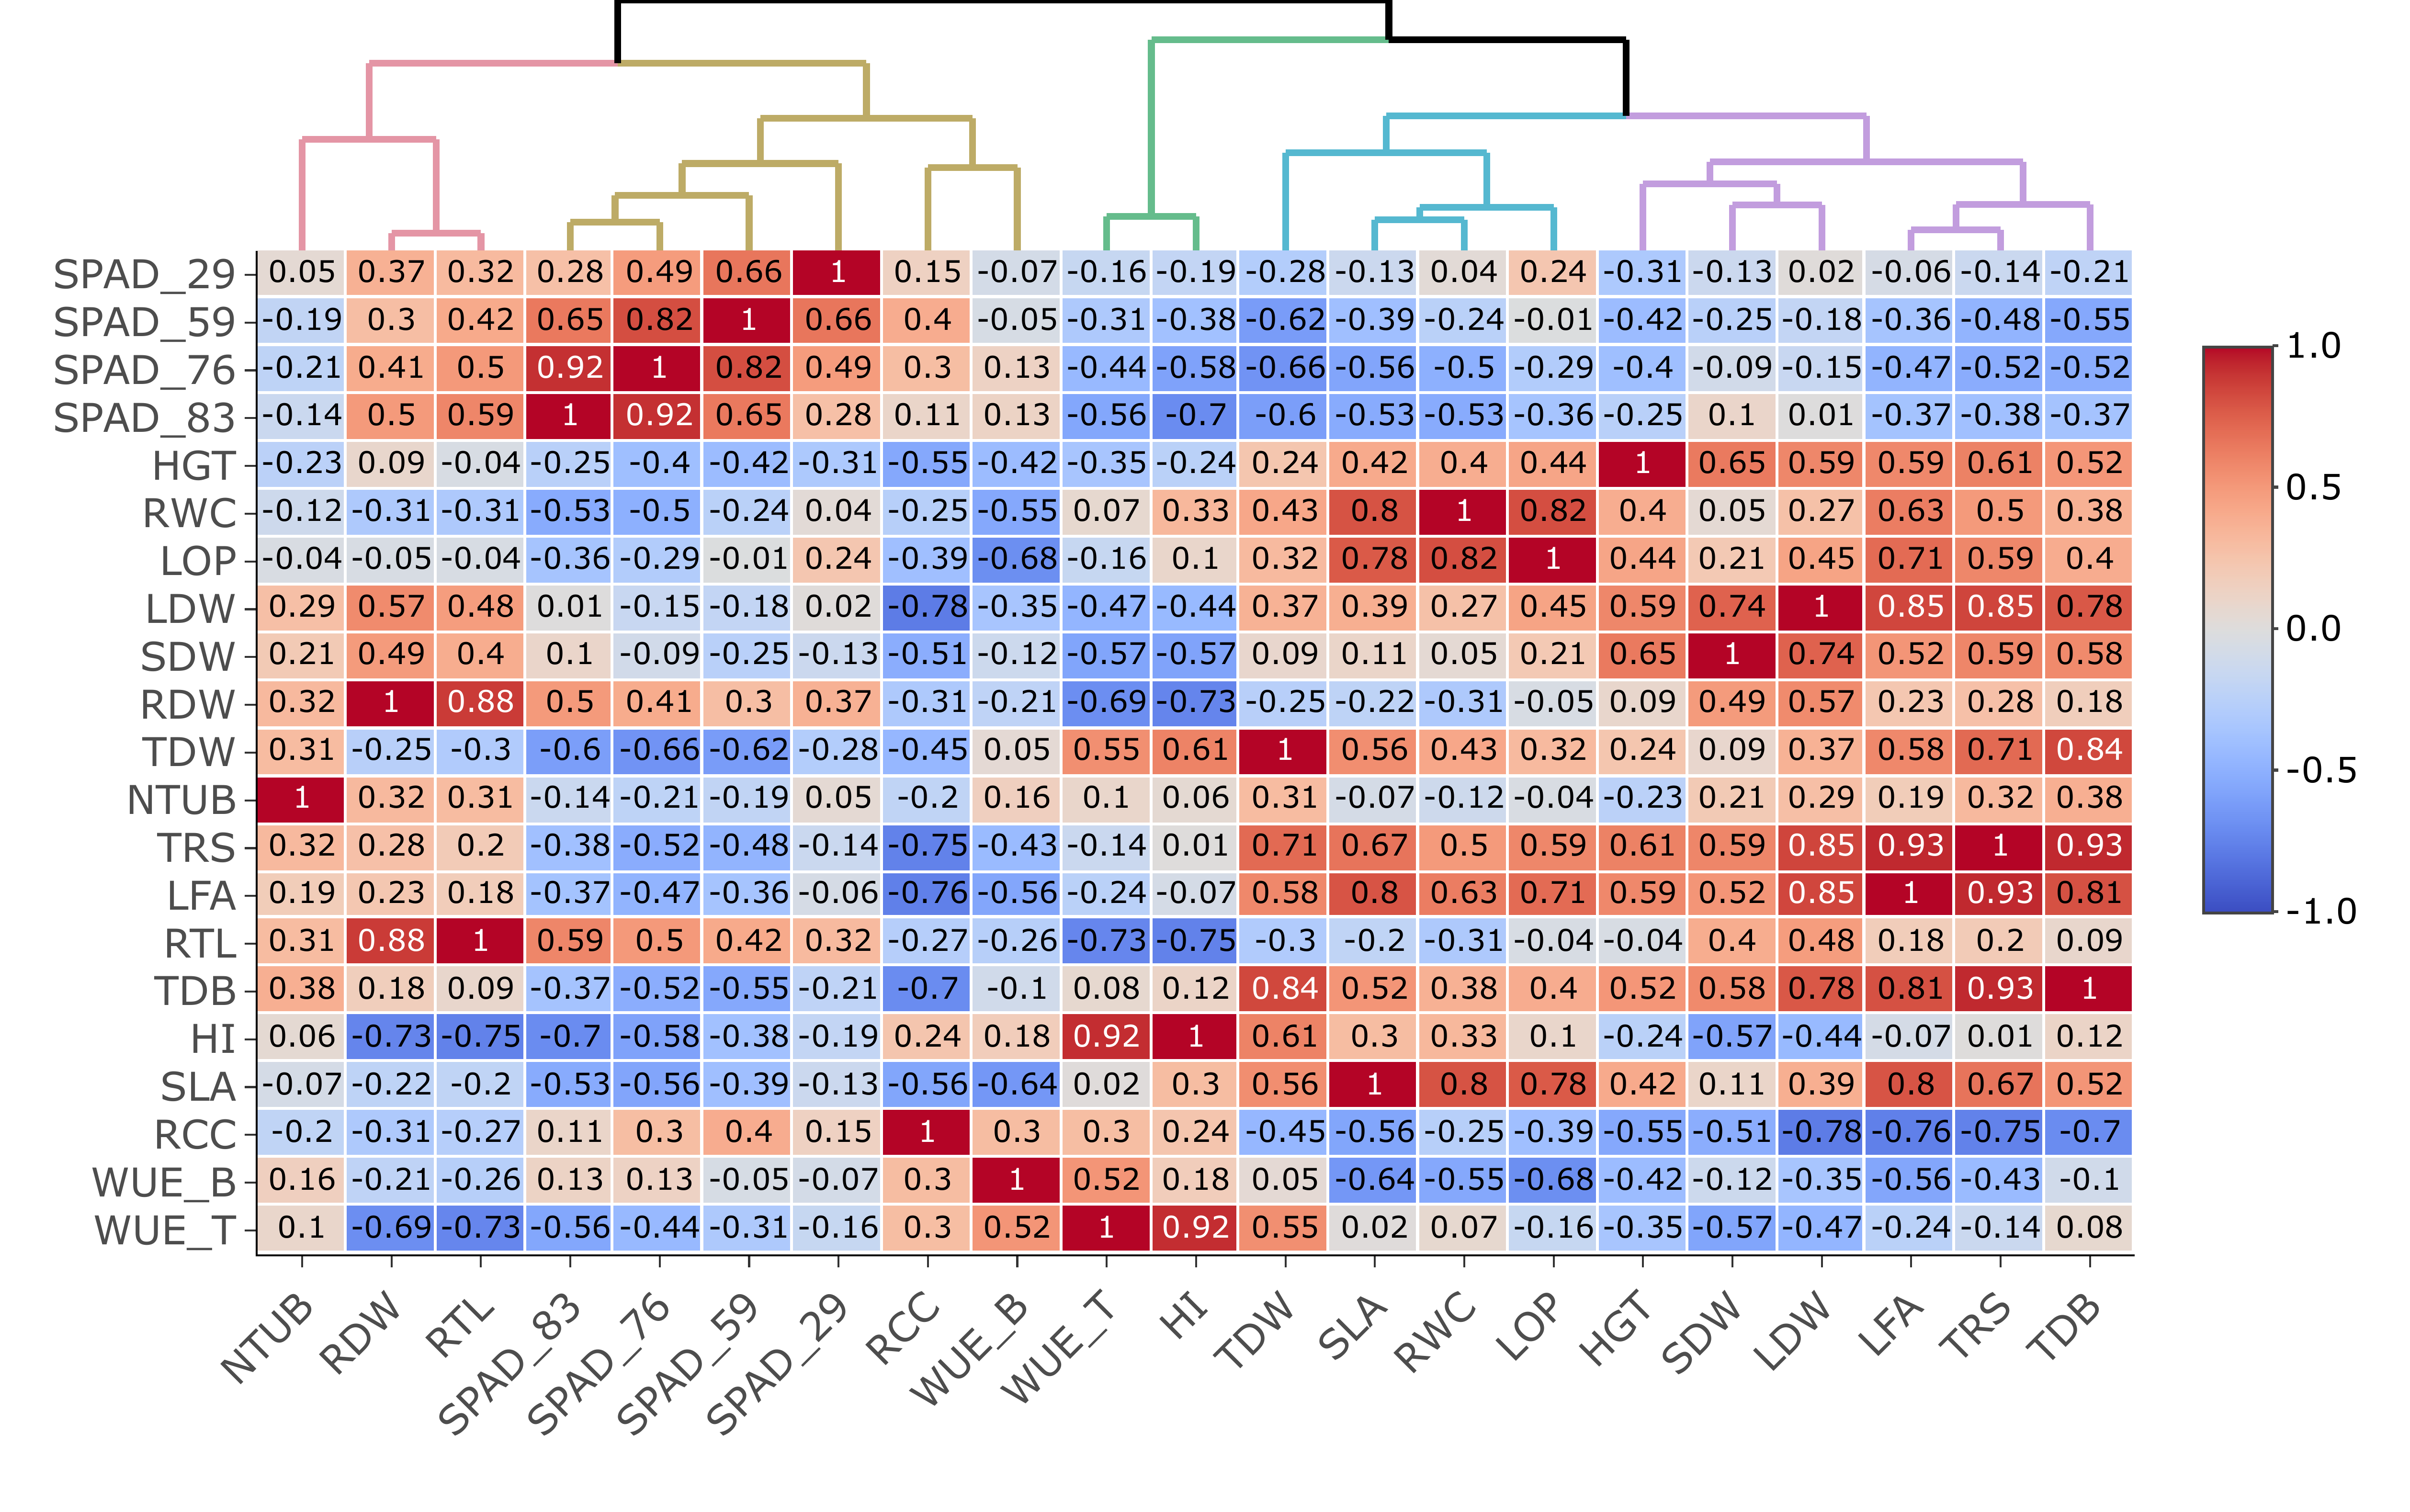 SPAD_29 0.05 0.37 0.32 0.28 0.49 0.66 1 0.15 -0.07 -0.16 -0.19 -0.28 -0.13 0.04 0.24 -0.31 -0.13 0.02 -0.06 -0.14 -0.21
SPAD_59 -0.19 0.3 0.42 0.65 0.82 1 0.66 0.4 -0.05 -0.31 -0.38 -0.62 -0.39 -0.24 -0.01 -0.42 -0.25 -0.18 -0.36 -0.48 -0.55
SPAD_76 -0.21 0.41 0.5 0.92 1 0.82 0.49 0.3 0.13 -0.44 -0.58 -0.66 -0.56 -0.5 -0.29 -0.4 -0.09 -0.15 -0.47 -0.52 -0.52
SPAD_83 -0.14 0.5 0.59 1 0.92 0.65 0.28 0.11 0.13 -0.56 -0.7 -0.6 -0.53 -0.53 -0.36 -0.25 0.1 0.01 -0.37 -0.38 -0.37
HGT -0.23 0.09 -0.04 -0.25 -0.4 -0.42 -0.31 -0.55 -0.42 -0.35 -0.24 0.24 0.42 0.4 0.44 1 0.65 0.59 0.59 0.61 0.52
RWC -0.12 -0.31 -0.31 -0.53 -0.5 -0.24 0.04 -0.25 -0.55 0.07 0.33 0.43 0.8 1 0.82 0.4 0.05 0.27 0.63 0.5 0.38
LOP -0.04 -0.05 -0.04 -0.36 -0.29 -0.01 0.24 -0.39 -0.68 -0.16 0.1 0.32 0.78 0.82 1 0.44 0.21 0.45 0.71 0.59 0.4
LDW 0.29 0.57 0.48 0.01 -0.15 -0.18 0.02 -0.78 -0.35 -0.47 -0.44 0.37 0.39 0.27 0.45 0.59 0.74 1 0.85 0.85 0.78
SDW 0.21 0.49 0.4 0.1 -0.09 -0.25 -0.13 -0.51 -0.12 -0.57 -0.57 0.09 0.11 0.05 0.21 0.65 1 0.74 0.52 0.59 0.58
RDW 0.32 1 0.88 0.5 0.41 0.3 0.37 -0.31 -0.21 -0.69 -0.73 -0.25 -0.22 -0.31 -0.05 0.09 0.49 0.57 0.23 0.28 0.18
TDW 0.31 -0.25 -0.3 -0.6 -0.66 -0.62 -0.28 -0.45 0.05 0.55 0.61 1 0.56 0.43 0.32 0.24 0.09 0.37 0.58 0.71 0.84
NTUB 1 0.32 0.31 -0.14 -0.21 -0.19 0.05 -0.2 0.16 0.1 0.06 0.31 -0.07 -0.12 -0.04 -0.23 0.21 0.29 0.19 0.32 0.38
TRS 0.32 0.28 0.2 -0.38 -0.52 -0.48 -0.14 -0.75 -0.43 -0.14 0.01 0.71 0.67 0.5 0.59 0.61 0.59 0.85 0.93 1 0.93
LFA 0.19 0.23 0.18 -0.37 -0.47 -0.36 -0.06 -0.76 -0.56 -0.24 -0.07 0.58 0.8 0.63 0.71 0.59 0.52 0.85 1 0.93 0.81
RTL 0.31 0.88 1 0.59 0.5 0.42 0.32 -0.27 -0.26 -0.73 -0.75 -0.3 -0.2 -0.31 -0.04 -0.04 0.4 0.48 0.18 0.2 0.09
TDB 0.38 0.18 0.09 -0.37 -0.52 -0.55 -0.21 -0.7 -0.1 0.08 0.12 0.84 0.52 0.38 0.4 0.52 0.58 0.78 0.81 0.93 1
HI 0.06 -0.73 -0.75 -0.7 -0.58 -0.38 -0.19 0.24 0.18 0.92 1 0.61 0.3 0.33 0.1 -0.24 -0.57 -0.44 -0.07 0.01 0.12
SLA -0.07 -0.22 -0.2 -0.53 -0.56 -0.39 -0.13 -0.56 -0.64 0.02 0.3 0.56 1 0.8 0.78 0.42 0.11 0.39 0.8 0.67 0.52
RCC -0.2 -0.31 -0.27 0.11 0.3 0.4 0.15 1 0.3 0.3 0.24 -0.45 -0.56 -0.25 -0.39 -0.55 -0.51 -0.78 -0.76 -0.75 -0.7
WUE_B 0.16 -0.21 -0.26 0.13 0.13 -0.05 -0.07 0.3 1 0.52 0.18 0.05 -0.64 -0.55 -0.68 -0.42 -0.12 -0.35 -0.56 -0.43 -0.1
WUE_T 0.1 -0.69 -0.73 -0.56 -0.44 -0.31 -0.16 0.3 0.52 1 0.92 0.55 0.02 0.07 -0.16 -0.35 -0.57 -0.47 -0.24 -0.14 0.08
NTUB RDW RTL SPAD_83 SPAD_76 SPAD_59 SPAD_29 RCC WUE_B WUE_T HI TDW SLA RWC LOP HGT SDW LDW LFA TRS TDB
1.0
0.5
0.0
-0.5
-1.0